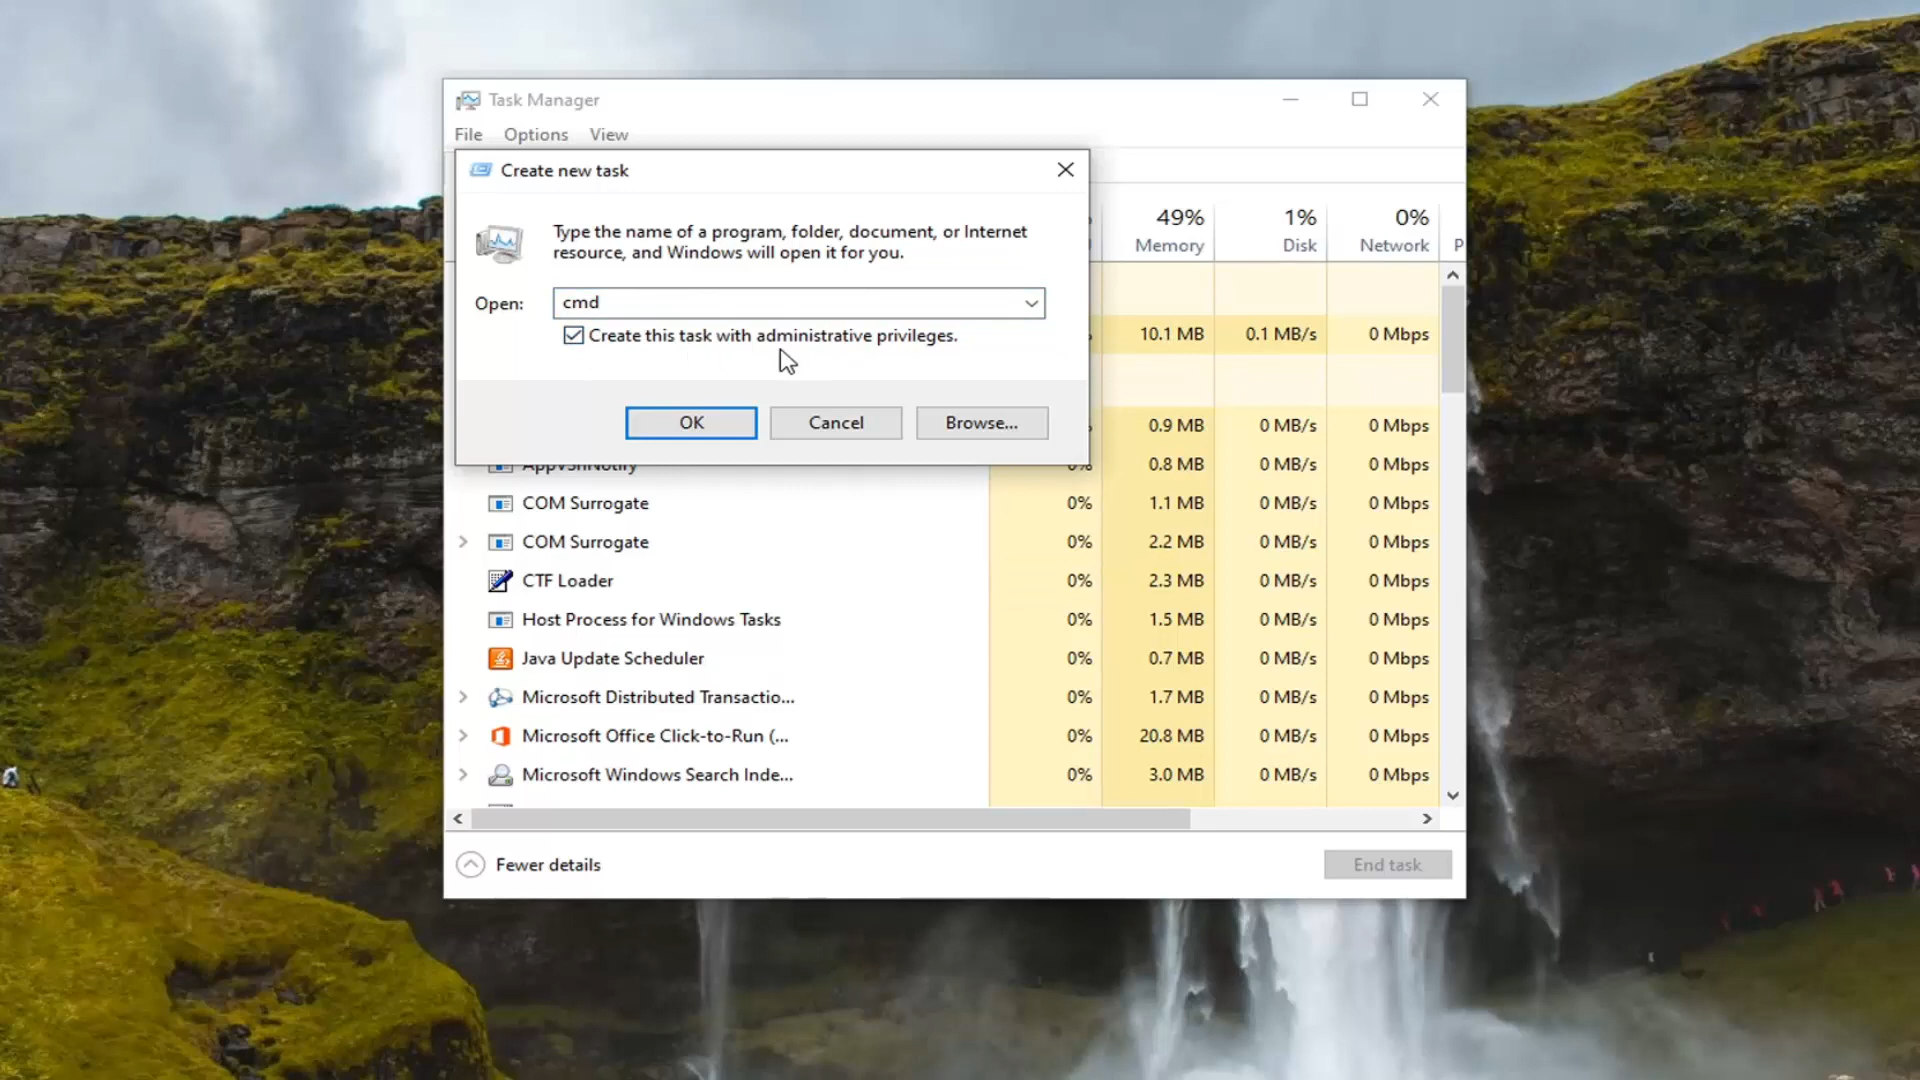 Task Manager
File Options View
Create new task
Type the name of a program, folder, document, or Internet
resource, and Windows will open it for you.
Open: cmd
Create this task with administrative privileges.
OK Cancel Browse...
49% 1% 0%
Memory Disk Network P
10.1 MB 0.1 MB/s 0 Mbps
0.9 MB 0 MB/s 0 Mbps
AppVShNotify 0% 0.8 MB 0 MB/s 0 Mbps
COM Surrogate 0% 1.1 MB 0 MB/s 0 Mbps
COM Surrogate 0% 2.2 MB 0 MB/s 0 Mbps
CTF Loader 0% 2.3 MB 0 MB/s 0 Mbps
Host Process for Windows Tasks 0% 1.5 MB 0 MB/s 0 Mbps
Java Update Scheduler 0% 0.7 MB 0 MB/s 0 Mbps
Microsoft Distributed Transactio... 0% 1.7 MB 0 MB/s 0 Mbps
Microsoft Office Click-to-Run (... 0% 20.8 MB 0 MB/s 0 Mbps
Microsoft Windows Search Inde... 0% 3.0 MB 0 MB/s 0 Mbps
Fewer details End task